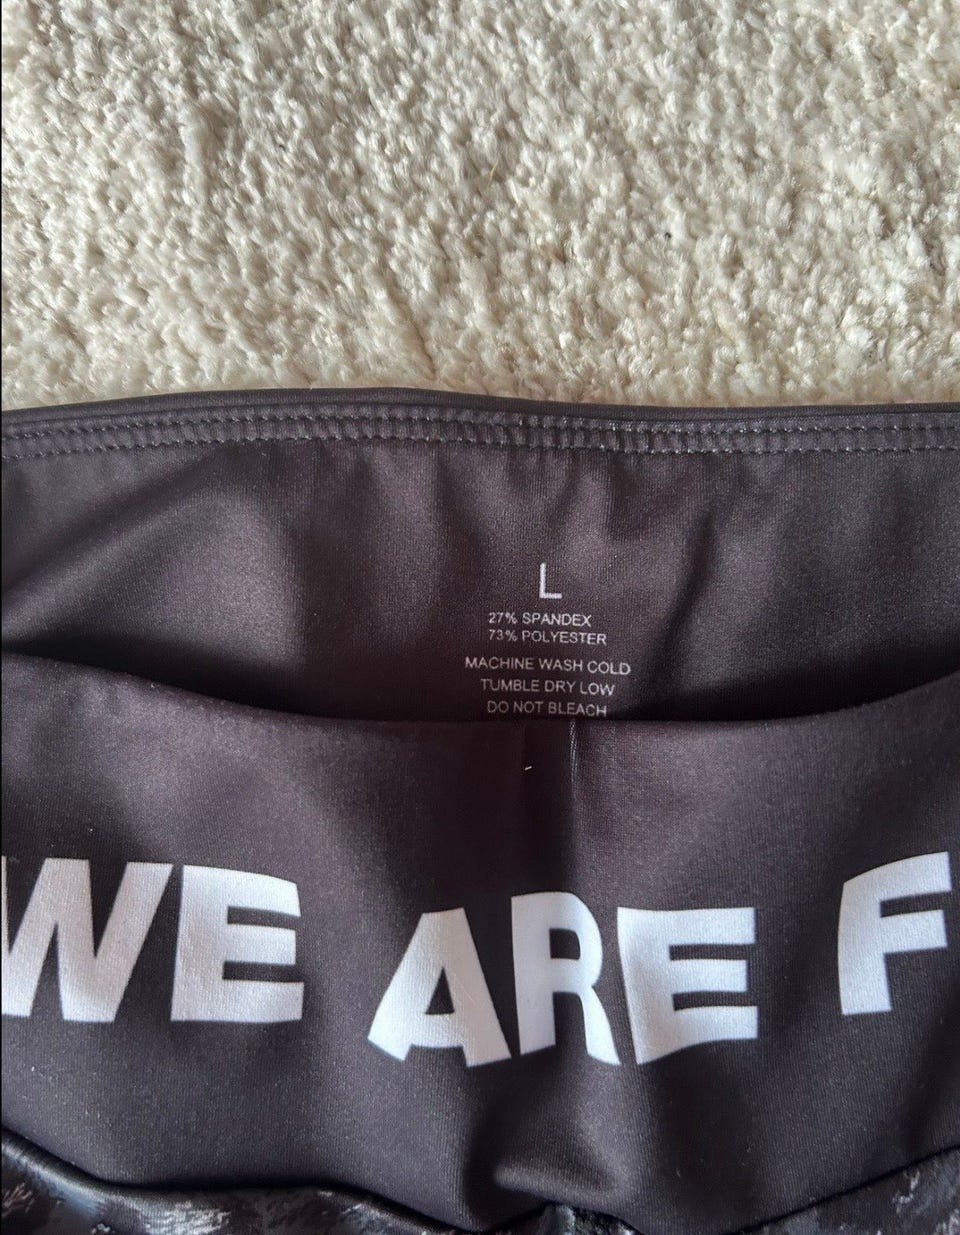 L
27% SPANDEX
73% POLYESTER
MACHINE WASH COLD
TUMBLE DRY LOW
DO NOT BLEACH
WE ARE F